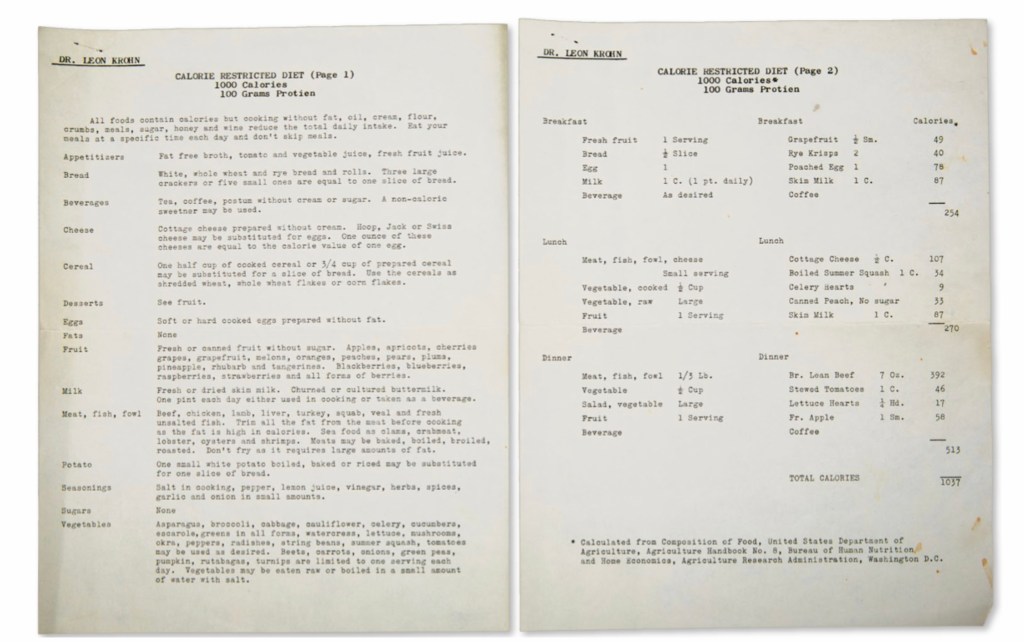 DR. LEON KROHN
CALORIE RESTRICTED DIET (Page 1)
1000 Calories
100 Grams Protien
All foods contain calories but cooking without fat, oil, cream, flour,
crumbs, meals, sugar, honey and wine reduce the total daily intake. Eat your
meals at a specific time each day and don't skip meals.
Appetitizers Fat free broth, tomato and vegetable juice, fresh fruit juice.
Bread White, whole wheat and rye bread and rolls. Three large
crackers or five small ones are equal to one slice of bread.
Beverages Tea, coffee, postum without cream or sugar. A non-caloric
sweetner may be used.
Cheese Cottage cheese prepared without cream. Hoop, Jack or Swiss
cheese may be substituted for eggs. One ounce of these
cheeses are equal to the calorie value of one egg.
Cereal One half cup of cooked cereal or 3/4 cup of prepared cereal
may be substituted for a slice of bread. Use the cereals as
shredded wheat, whole wheat flakes or corn flakes.
Desserts See fruit.
Eggs Soft or hard cooked eggs prepared without fat.
Fats None
Fruit Fresh or canned fruit without sugar. Apples, apricots, cherries
grapes, grapefruit, melons, oranges, peaches, pears, plums,
pineapple, rhubarb and tangerines. Blackberries, blueberries,
raspberries, strawberries and all forms of berries.
Milk Fresh or dried skim milk. Churned or cultured buttermilk.
One pint each day either used in cooking or taken as a beverage.
Meat, fish, fowl Beef, chicken, lamb, liver, turkey, squab, veal and fresh
unsalted fish. Trim all the fat from the meat before cooking
as the fat is high in calories. Sea food as clams, crabmeat,
lobster, oysters and shrimps. Meats may be baked, boiled, broiled,
roasted. Don't fry as it requires large amounts of fat.
Potato One small white potato boiled, baked or riced may be substituted
for one slice of bread.
Seasonings Salt in cooking, pepper, lemon juice, vinegar, herbs, spices,
garlic and onion in small amounts.
Sugars None
Vegetables Asparagus, broccoli, cabbage, cauliflower, celery, cucumbers,
escarole, greens in all forms, watercress, lettuce, mushrooms,
okra, peppers, radishes, string beans, summer squash, tomatoes
may be used as desired. Beets, carrots, onions, green peas,
pumpkin, rutabagas, turnips are limited to one serving each
day. Vegetables may be eaten raw or boiled in a small amount
of water with salt.
DR. LEON KROHN
CALORIE RESTRICTED DIET (Page 2)
1000 Calories*
100 Grams Protien
Breakfast Breakfast Calories.
Fresh fruit 1 Serving Grapefruit ½ Sm. 49
Bread ½ Slice Rye Krisps 2 40
Egg 1 Poached Egg 1 78
Milk 1 C. (1 pt. daily) Skim Milk 1 C. 87
Beverage As desired Coffee
254
Lunch Lunch
Meat, fish, fowl, cheese Cottage Cheese ½ C. 107
Small serving Boiled Summer Squash 1 C. 34
Vegetable, cooked ½ Cup Celery Hearts 9
Vegetable, raw Large Canned Peach, No sugar 33
Fruit 1 Serving Skim Milk 1 C. 87
Beverage 270
Dinner Dinner
Meat, fish, fowl 1/3 Lb. Br. Lean Beef 7 Oz. 392
Vegetable ½ Cup Stewed Tomatoes 1 C. 46
Salad, vegetable Large Lettuce Hearts Hd. 17
Fruit 1 Serving Fr. Apple 1 Sm. 58
Beverage Coffee
513
TOTAL CALORIES 1037
* Calculated from Composition of Food, United States Department of
Agriculture, Agriculture Handbook No. 8, Bureau of Human Nutrition
and Home Economics, Agriculture Research Administration, Washington D.C.